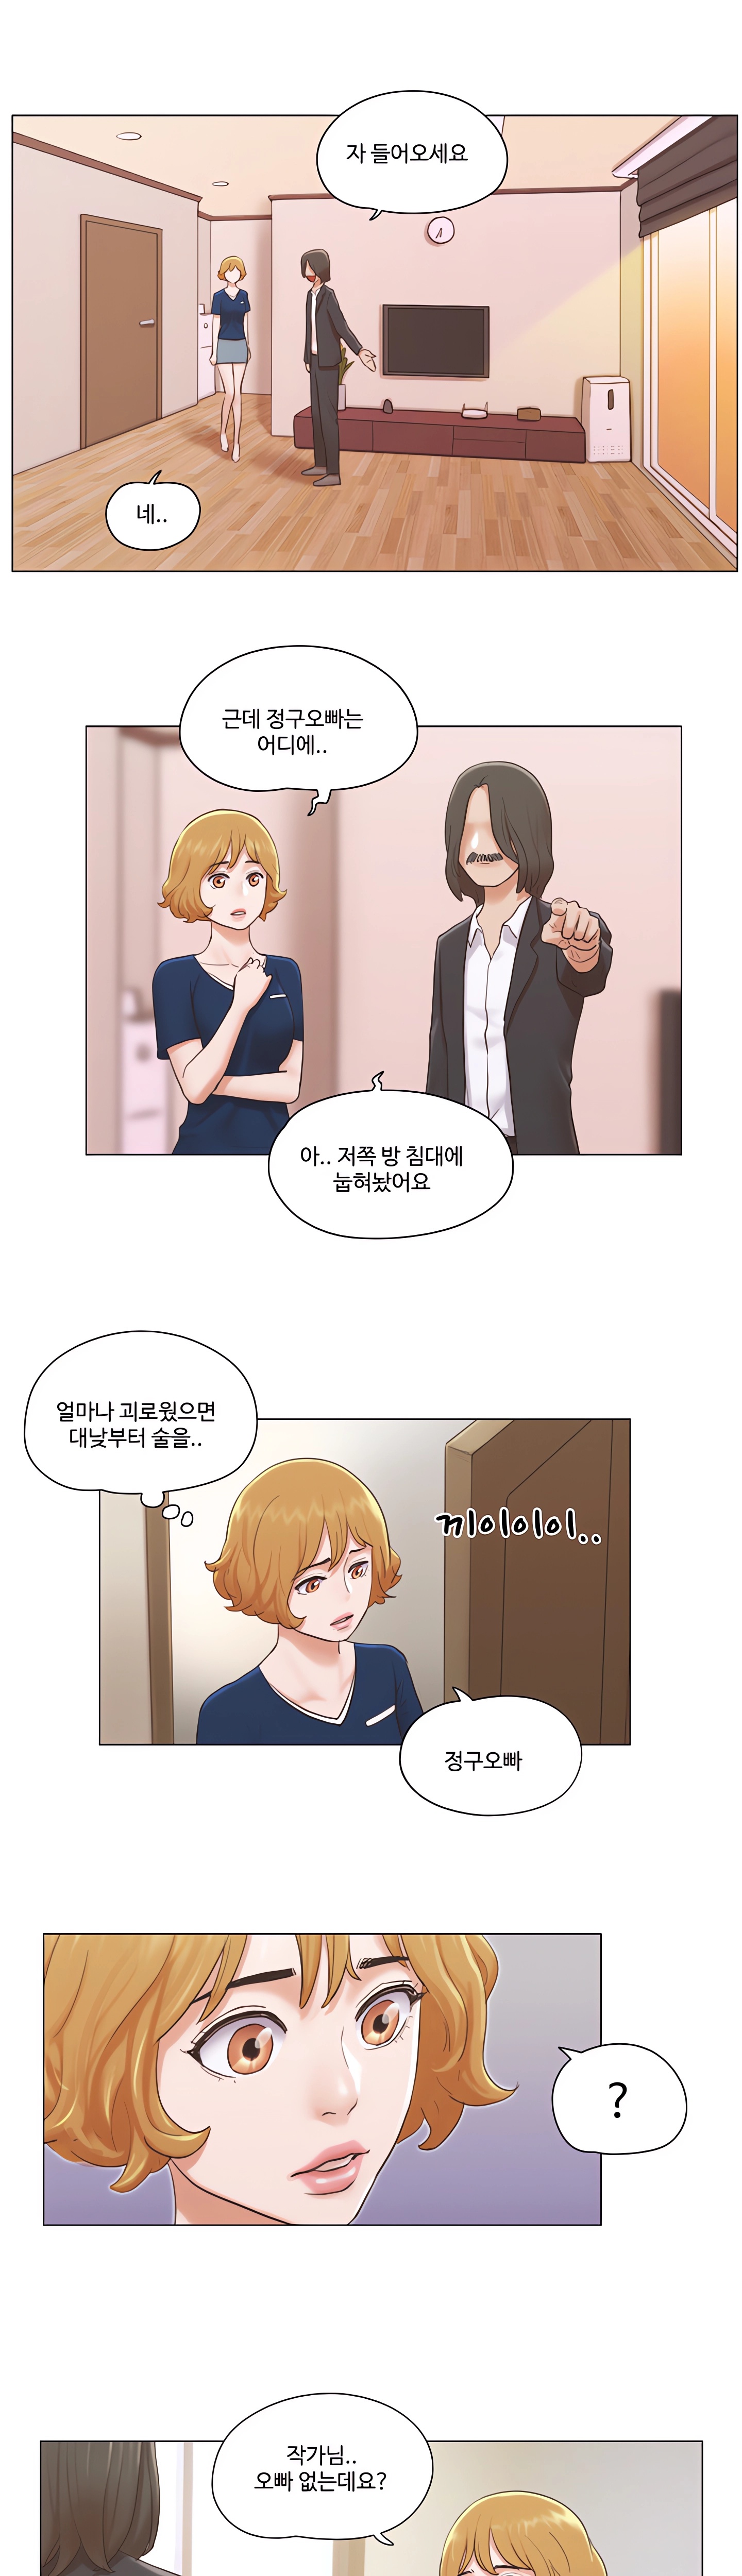 자 들어오세요
네..
근데 정구오빠는
어디에..
아.. 저쪽 방 침대에
눕혀놨어요
얼마나 괴로웠으면
대낮부터 술을..
끼이이이이..
정구오빠
?
작가님..
오빠 없는데요?